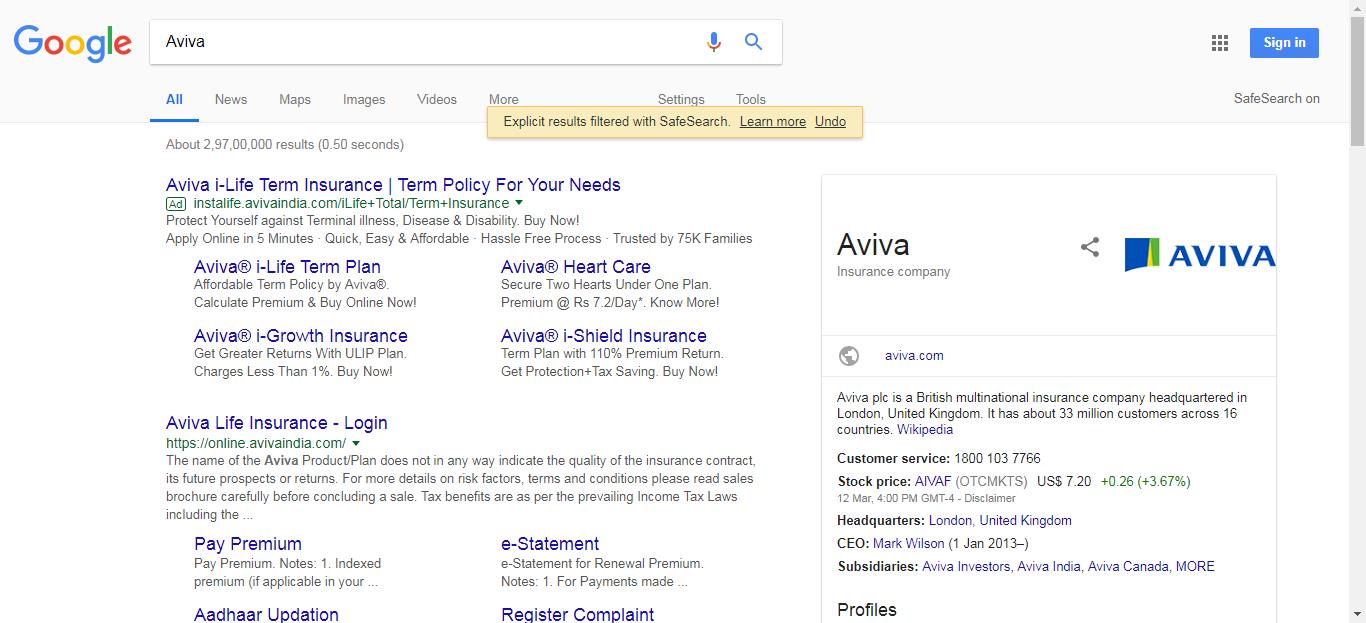 Google
Aviva
Sign in
All News Maps Images Videos More Settings Tools
SafeSearch on
Explicit results filtered with SafeSearch. Learn more Undo
About 2,97,00,000 results (0.50 seconds)
Aviva i-Life Term Insurance | Term Policy For Your Needs
Ad instalife.avivaindia.com/iLife+Total/Term+Insurance
Protect Yourself against Terminal illness, Disease & Disability. Buy Now!
Apply Online in 5 Minutes · Quick, Easy & Affordable · Hassle Free Process · Trusted by 75K Families
Aviva® i-Life Term Plan
Affordable Term Policy by Aviva®.
Calculate Premium & Buy Online Now!
Aviva® Heart Care
Secure Two Hearts Under One Plan.
Premium @ Rs 7.2/Day*. Know More!
Aviva® i-Growth Insurance
Get Greater Returns With ULIP Plan.
Charges Less Than 1%. Buy Now!
Aviva® i-Shield Insurance
Term Plan with 110% Premium Return.
Get Protection+Tax Saving. Buy Now!
Aviva Life Insurance - Login
https://online.avivaindia.com/
The name of the Aviva Product/Plan does not in any way indicate the quality of the insurance contract,
its future prospects or returns. For more details on risk factors, terms and conditions please read sales
brochure carefully before concluding a sale. Tax benefits are as per the prevailing Income Tax Laws
including the ...
Pay Premium
Pay Premium. Notes: 1. Indexed
premium (if applicable in your ...
e-Statement
e-Statement for Renewal Premium.
Notes: 1. For Payments made ...
Aadhaar Updation
Register Complaint
Aviva
Insurance company
AVIVA
aviva.com
Aviva plc is a British multinational insurance company headquartered in
London, United Kingdom. It has about 33 million customers across 16
countries. Wikipedia
Customer service: 1800 103 7766
Stock price: AIVAF (OTCMKTS) US$ 7.20 +0.26 (+3.67%)
12 Mar, 4:00 PM GMT-4 - Disclaimer
Headquarters: London, United Kingdom
CEO: Mark Wilson (1 Jan 2013–)
Subsidiaries: Aviva Investors, Aviva India, Aviva Canada, MORE
Profiles